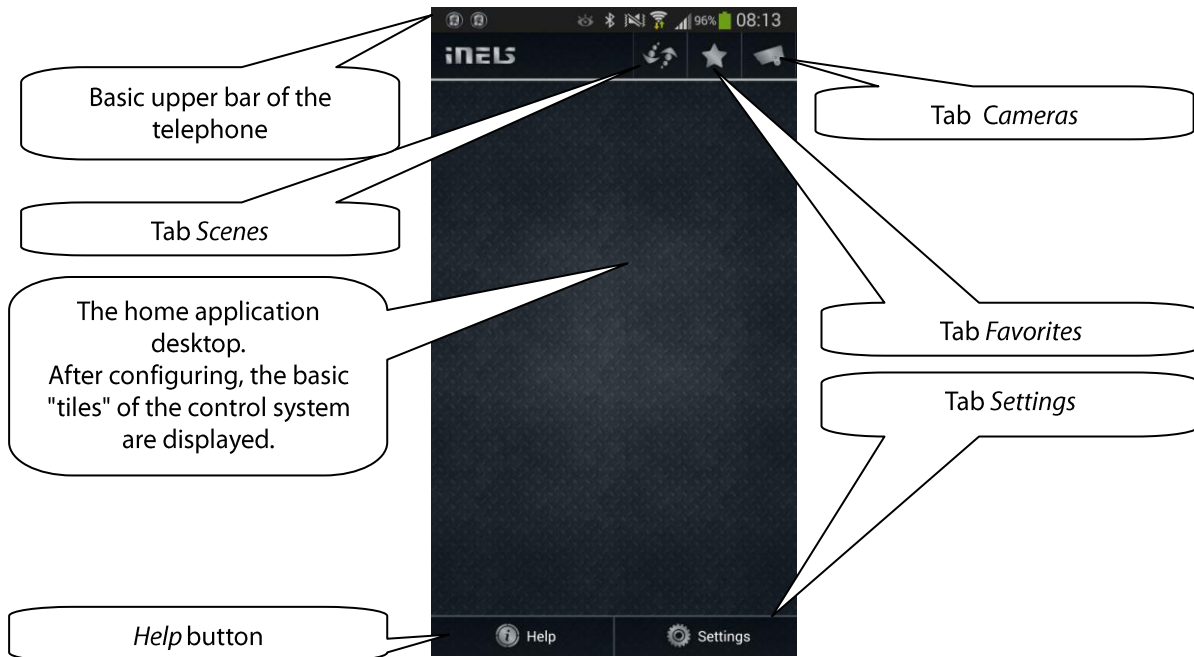 96% 08:13
iNELS
Basic upper bar of the
telephone
Tab Cameras
Tab Scenes
The home application
desktop.
After configuring, the basic
"tiles" of the control system
are displayed.
Tab Favorites
Tab Settings
Help button
Help
Settings